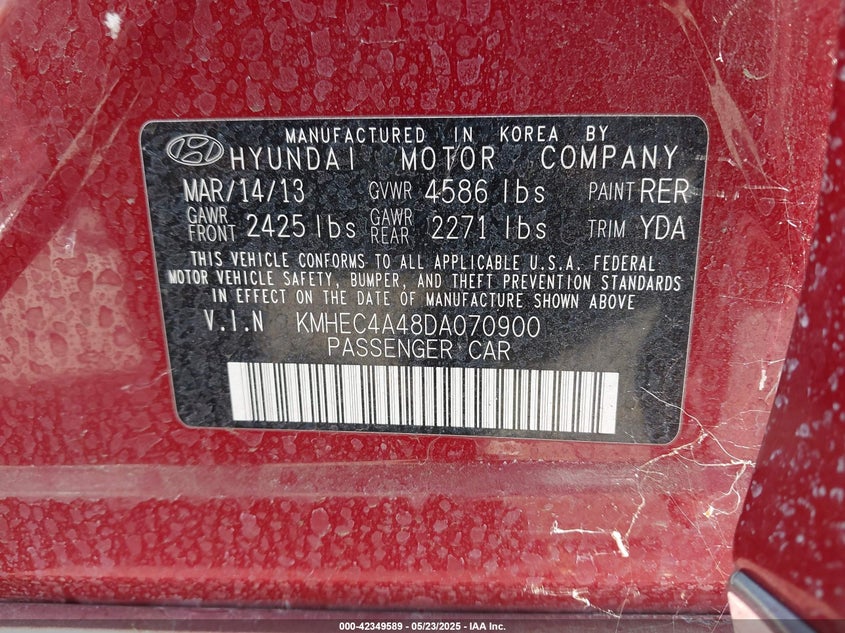 MANUFACTURED IN KOREA BY
HYUNDAI MOTOR COMPANY
MAR/14/13 GVWR 4586 lbs PAINT RER
GAWR FRONT 2425 lbs GAWR REAR 2271 lbs TRIM YDA
THIS VEHICLE CONFORMS TO ALL APPLICABLE U.S.A. FEDERAL
MOTOR VEHICLE SAFETY, BUMPER, AND THEFT PREVENTION STANDARDS
IN EFFECT ON THE DATE OF MANUFACTURE SHOWN ABOVE
V.I.N KMHEC4A48DA070900
PASSENGER CAR
000-42349589 - 05/23/2025 - IAA Inc.